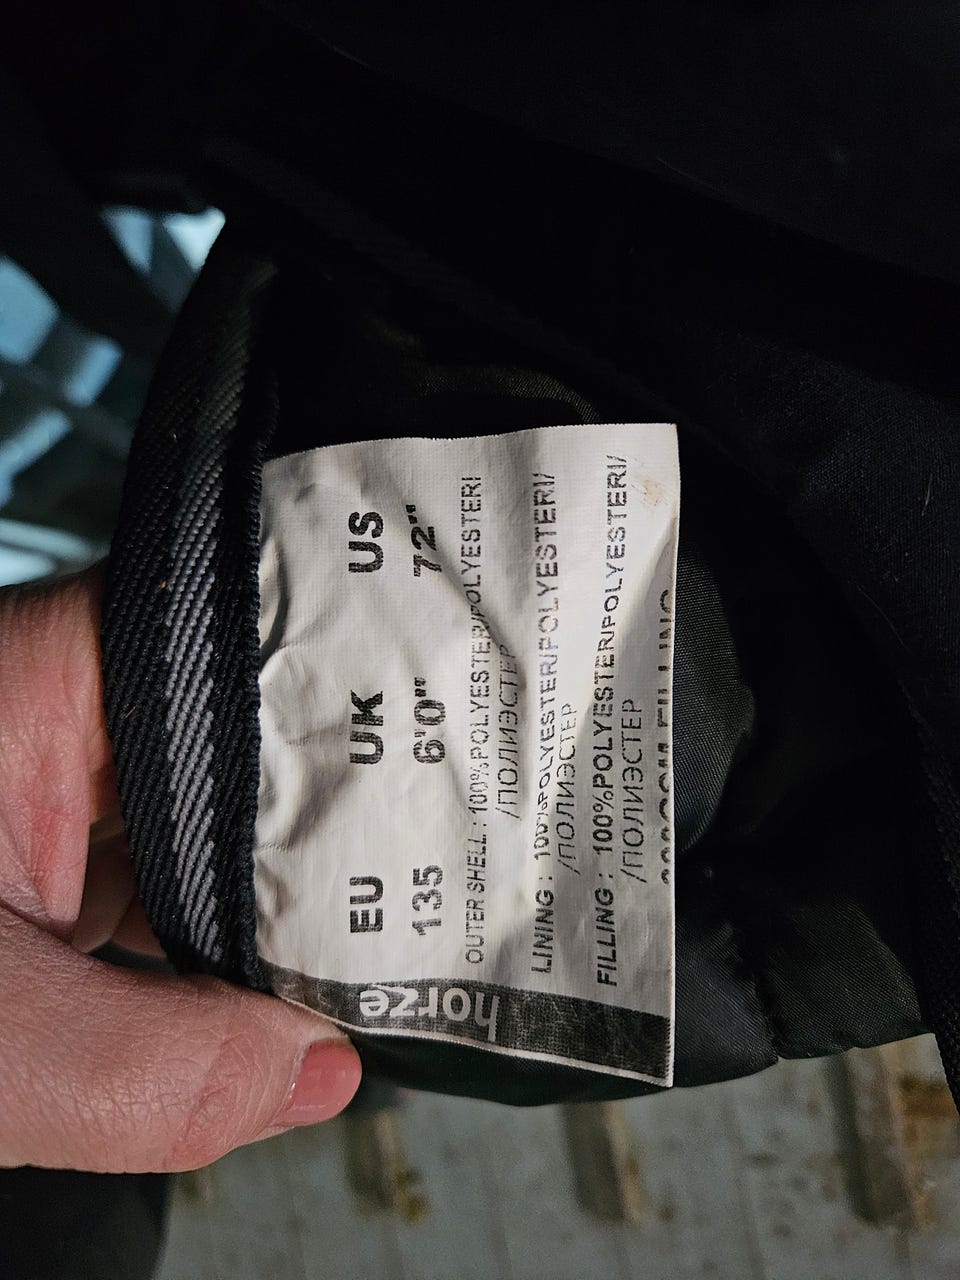 horze
EU UK US
135 6'0" 72"
OUTER SHELL : 100%POLYESTER/POLYESTERI
/ПОЛИЭСТЕР
LINING : 100%POLYESTER/POLYESTERI/
/ПОЛИЭСТЕР
FILLING : 100%POLYESTER/POLYESTERI/
/ПОЛИЭСТЕР
FILLING